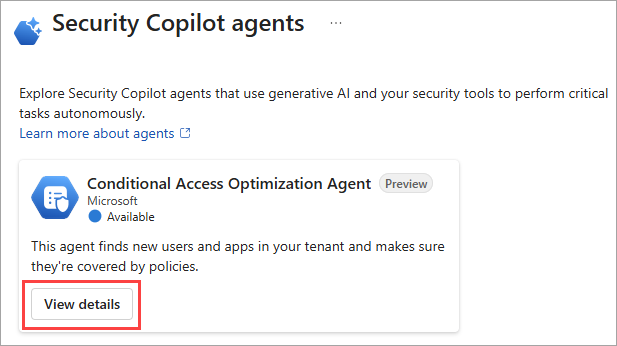 Security Copilot agents ...
Explore Security Copilot agents that use generative AI and your security tools to perform critical
tasks autonomously.
Learn more about agents
Conditional Access Optimization Agent Preview
Microsoft
Available
This agent finds new users and apps in your tenant and makes sure
they're covered by policies.
View details